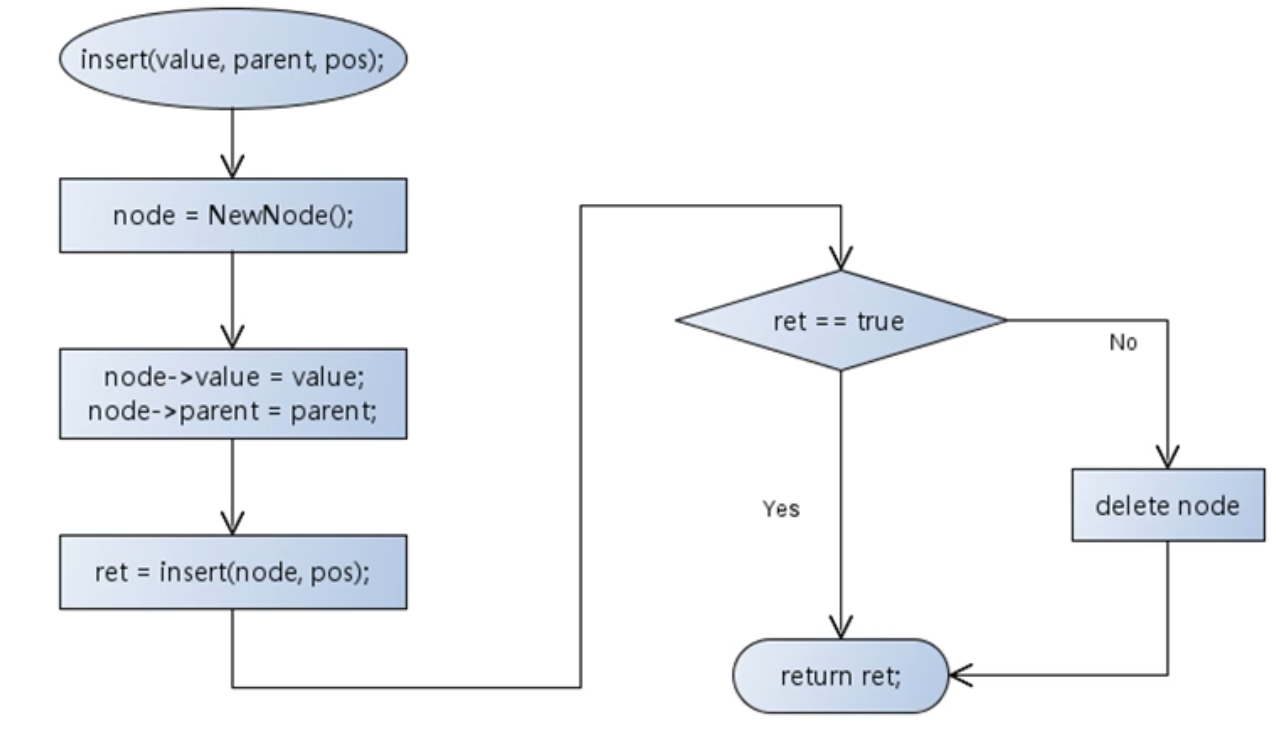 insert(value, parent, pos);
node = NewNode();
node->value = value;
node->parent = parent;
ret = insert(node, pos);
ret == true
No
Yes
delete node
return ret;